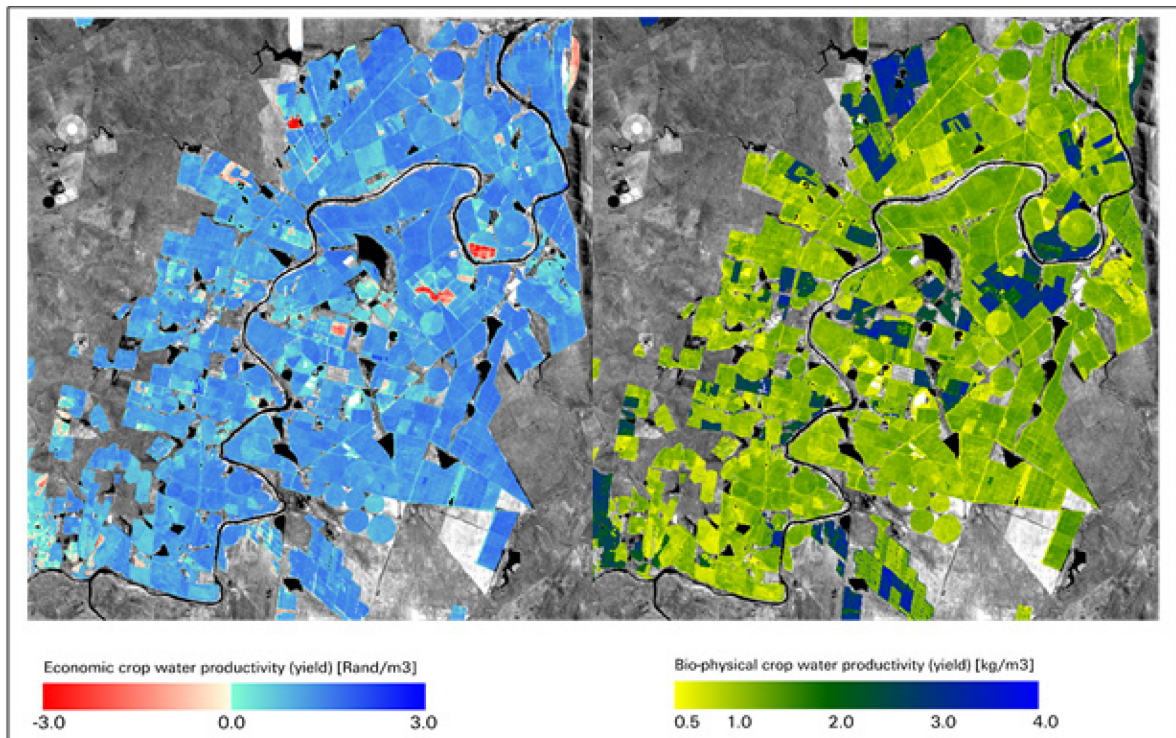 Economic crop water productivity (yield) [Rand/m3]
-3.0 0.0 3.0
Bio-physical crop water productivity (yield) [kg/m3]
0.5 1.0 2.0 3.0 4.0